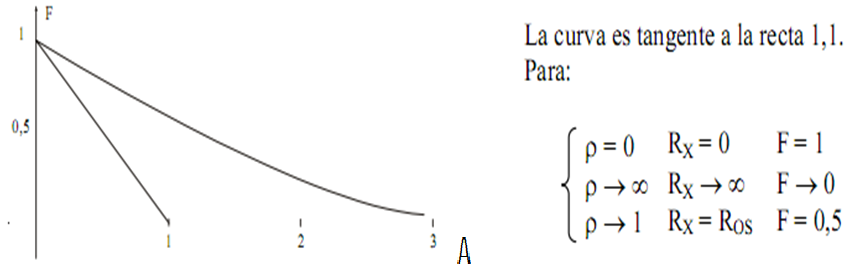 F
1
0,5
1
2
3
A
La curva es tangente a la recta 1,1.
Para:
ρ = 0 RX = 0 F = 1
ρ → ∞ RX → ∞ F → 0
ρ → 1 RX = ROS F = 0,5